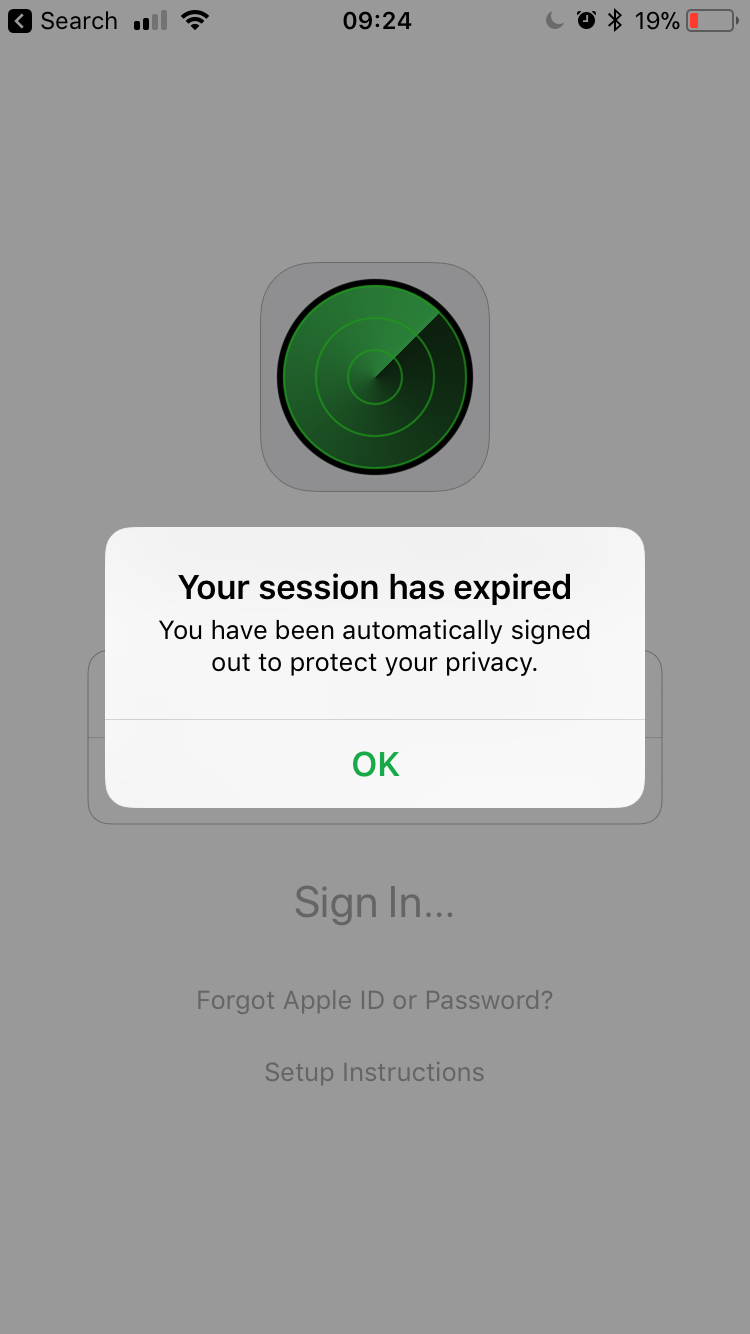 Search 09:24 19%
Your session has expired
You have been automatically signed
out to protect your privacy.
OK
Sign In...
Forgot Apple ID or Password?
Setup Instructions